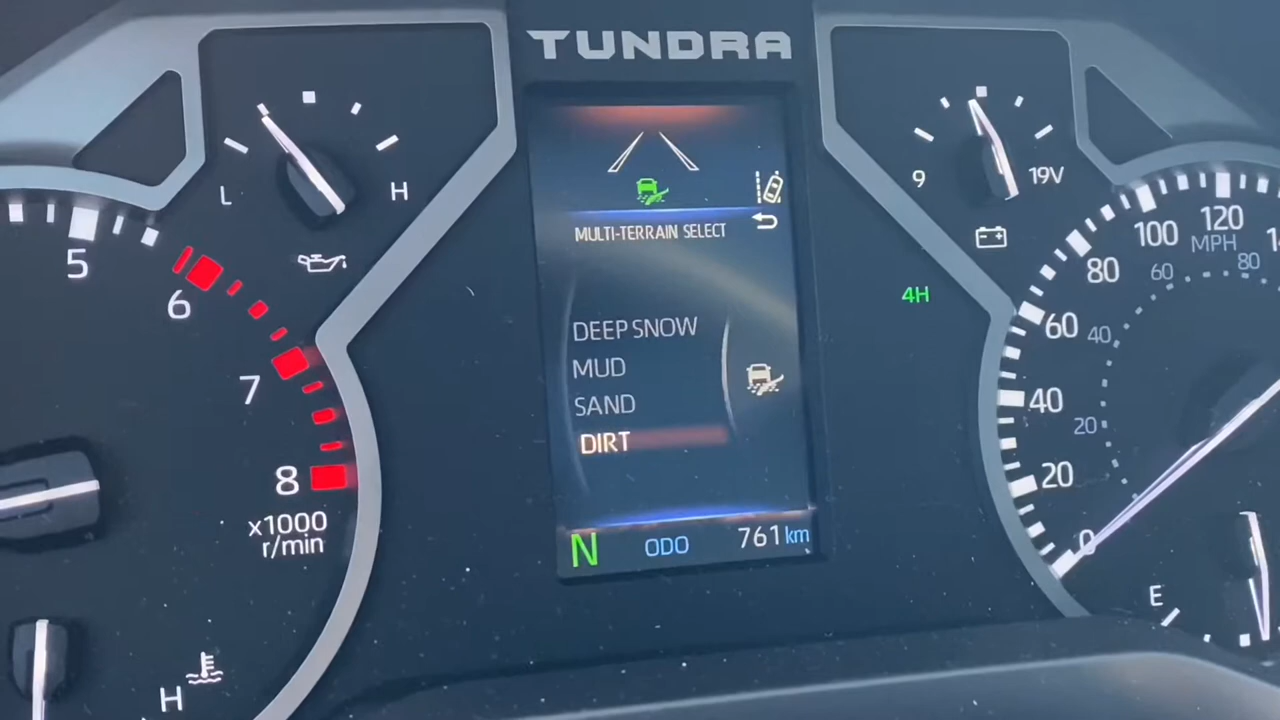 TUNDRA
L
H
9
19V
MULTI-TERRAIN SELECT
5
6
7
8
x1000
r/min
H
DEEP SNOW
MUD
SAND
DIRT
N
ODO
761 km
4H
0
20
40
60
80
100
120
MPH
20
40
60
80
E